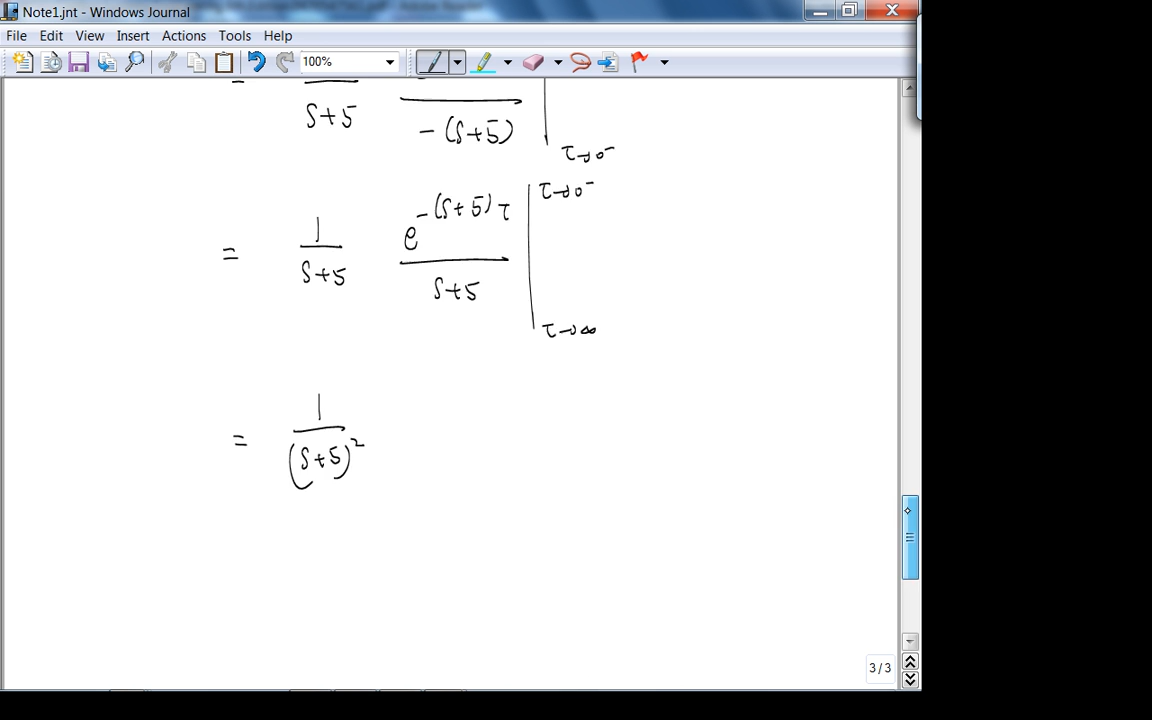 Note1.jnt - Windows Journal
File Edit View Insert Actions Tools Help
100%
= S+5 -(S+5) τ→0⁻
= 1/(S+5) e^(-(S+5)τ)/(S+5) | τ→0⁻ τ→∞
= 1/(S+5)²
3/3